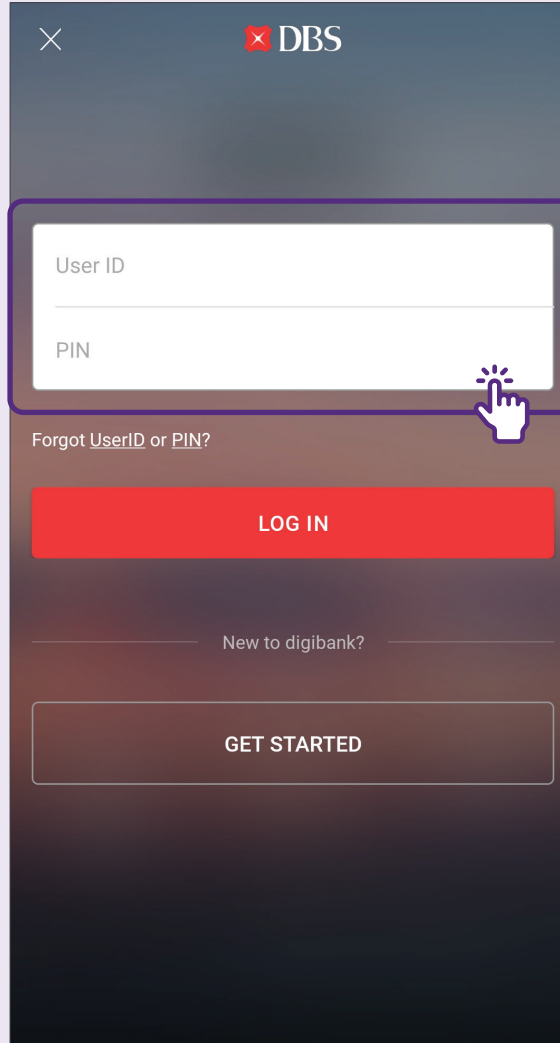 DBS
User ID
PIN
Forgot UserID or PIN?
LOG IN
New to digibank?
GET STARTED